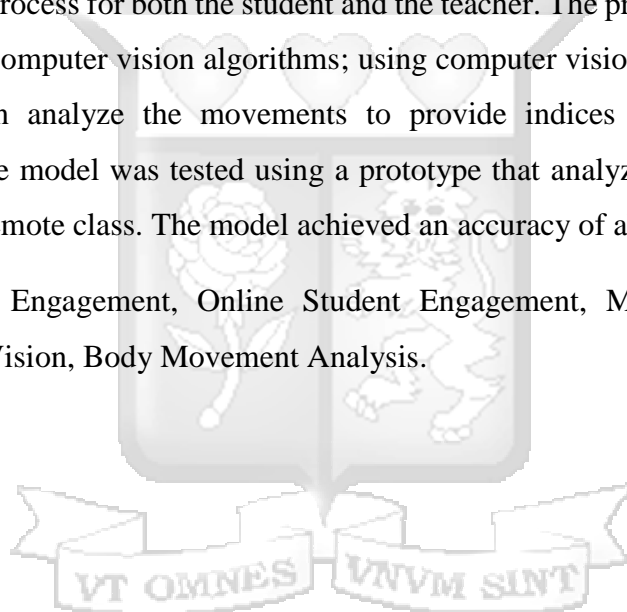 process for both the student and the teacher. The pr
omputer vision algorithms; using computer visio
n analyze the movements to provide indices
e model was tested using a prototype that analyz
mote class. The model achieved an accuracy of a
Engagement, Online Student Engagement, M
Vision, Body Movement Analysis.
VT OMNES VNVM SINT